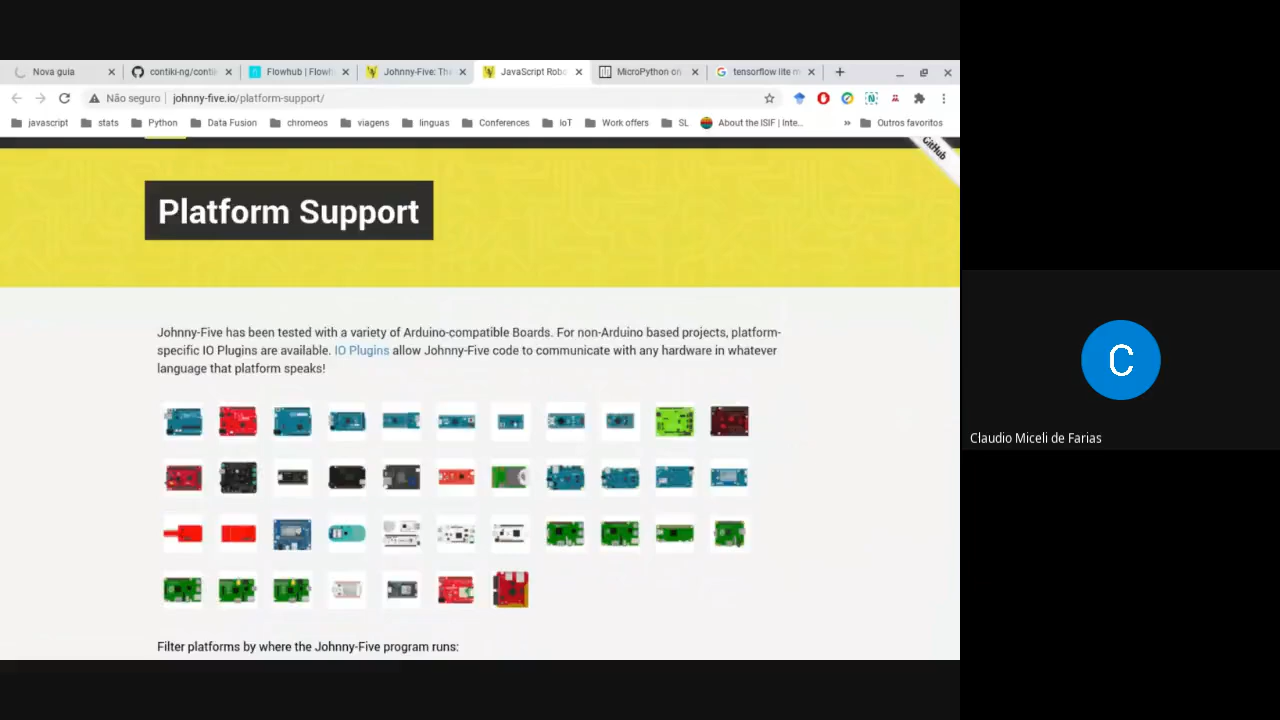 Nova guia
contiki-ng/conti
Flowhub | Flowh
Johnny-Five: The
JavaScript Robo
MicroPython on
tensorflow lite m
Não seguro
johnny-five.io/platform-support/
javascript
stats
Python
Data Fusion
chromeos
viagens
linguas
Conferences
IoT
Work offers
SL
About the ISIF | Inte...
»
Outros favoritos
GitHub
Platform Support
Johnny-Five has been tested with a variety of Arduino-compatible Boards. For non-Arduino based projects, platform-
specific IO Plugins are available. IO Plugins allow Johnny-Five code to communicate with any hardware in whatever
language that platform speaks!
Filter platforms by where the Johnny-Five program runs:
C
Claudio Miceli de Farias